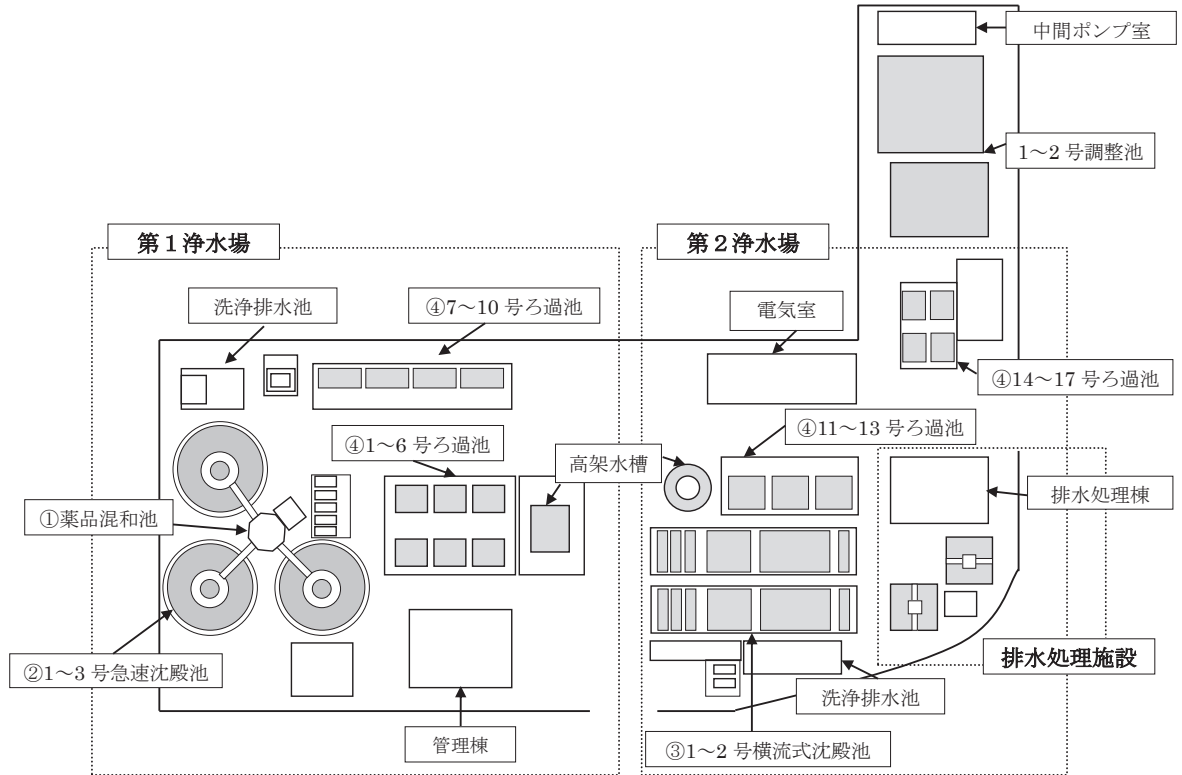 中間ポンプ室
1～2 号調整池
第１浄水場
第２浄水場
洗浄排水池
④7～10 号ろ過池
電気室
④14～17 号ろ過池
④1～6 号ろ過池
高架水槽
④11～13 号ろ過池
排水処理棟
①薬品混和池
②1～3 号急速沈殿池
排水処理施設
洗浄排水池
管理棟
③1～2 号横流式沈殿池